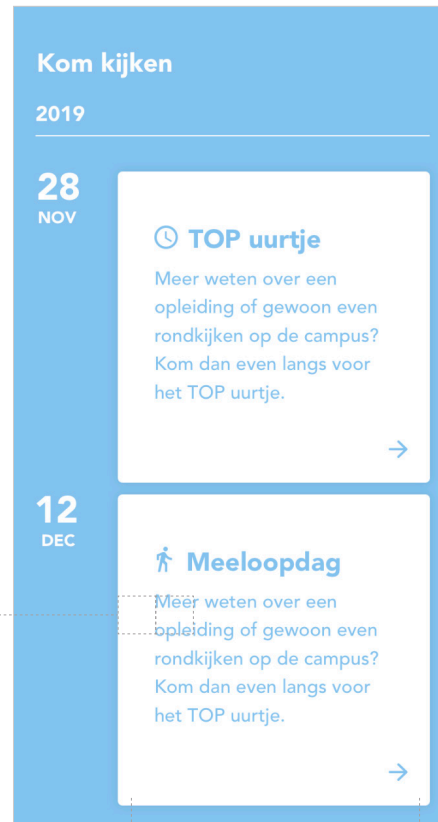 Kom kijken
2019
28
NOV
TOP uurtje
Meer weten over een
opleiding of gewoon even
rondkijken op de campus?
Kom dan even langs voor
het TOP uurtje.
12
DEC
Meeloopdag
Meer weten over een
opleiding of gewoon even
rondkijken op de campus?
Kom dan even langs voor
het TOP uurtje.